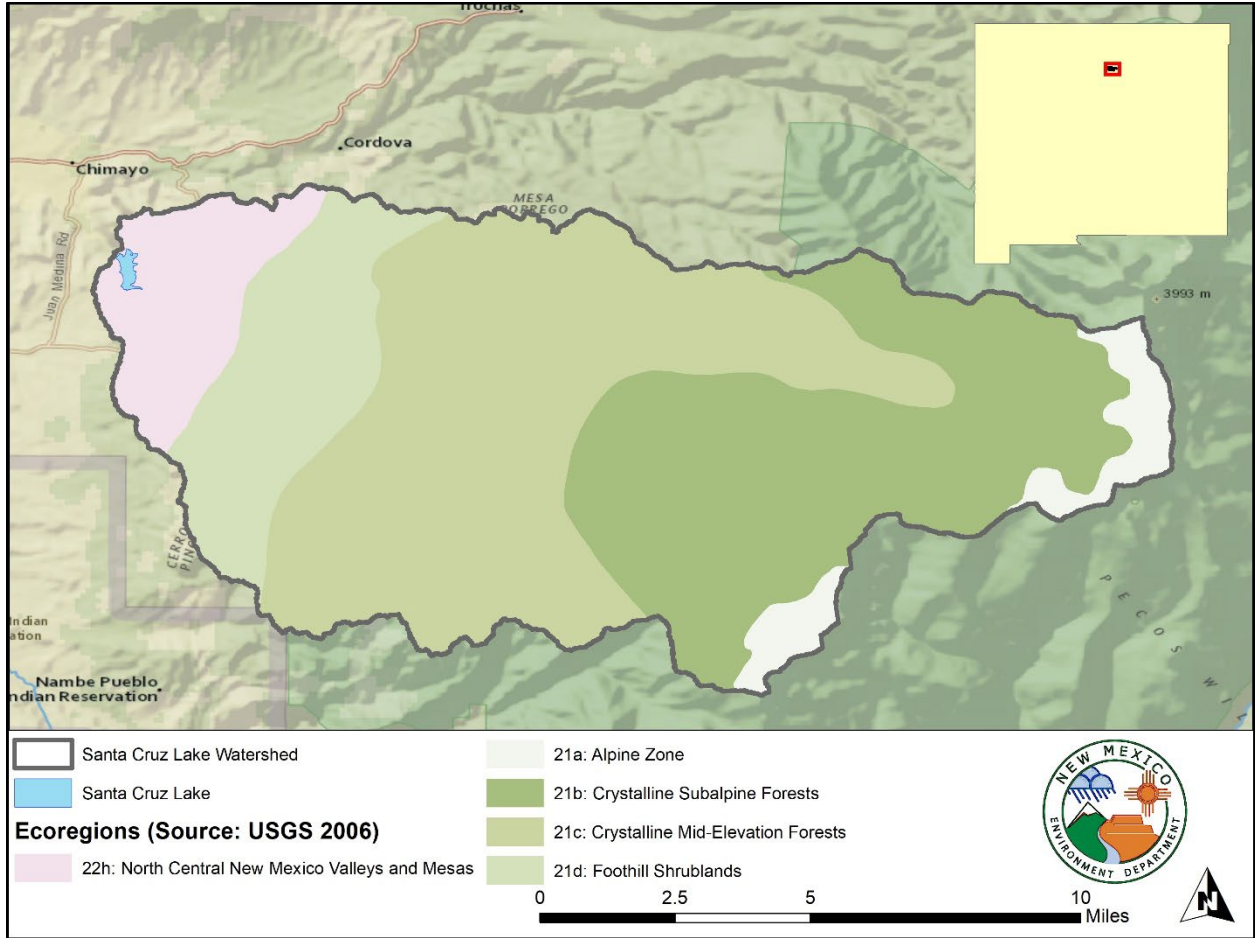 Truchas
Cordova
Chimayo
MESA
BORREGO
Juan Medina Rd
3993 m
CERRO
Indian
ation
Nambe Pueblo
ndian Reservation
PECOS WIL
Santa Cruz Lake Watershed
Santa Cruz Lake
Ecoregions (Source: USGS 2006)
22h: North Central New Mexico Valleys and Mesas
21a: Alpine Zone
21b: Crystalline Subalpine Forests
21c: Crystalline Mid-Elevation Forests
21d: Foothill Shrublands
0 2.5 5 10
Miles
NEW MEXICO
ENVIRONMENT DEPARTMENT
N